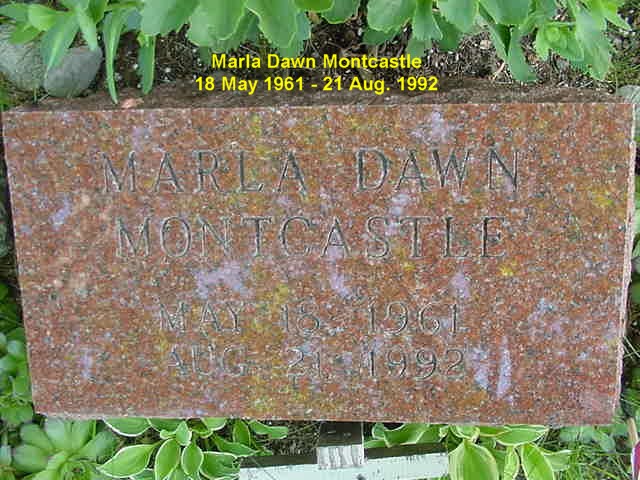 Marla Dawn Montcastle
18 May 1961 - 21 Aug. 1992
MARLA DAWN
MONTCASTLE
MAY 18, 1961
AUG. 21, 1992